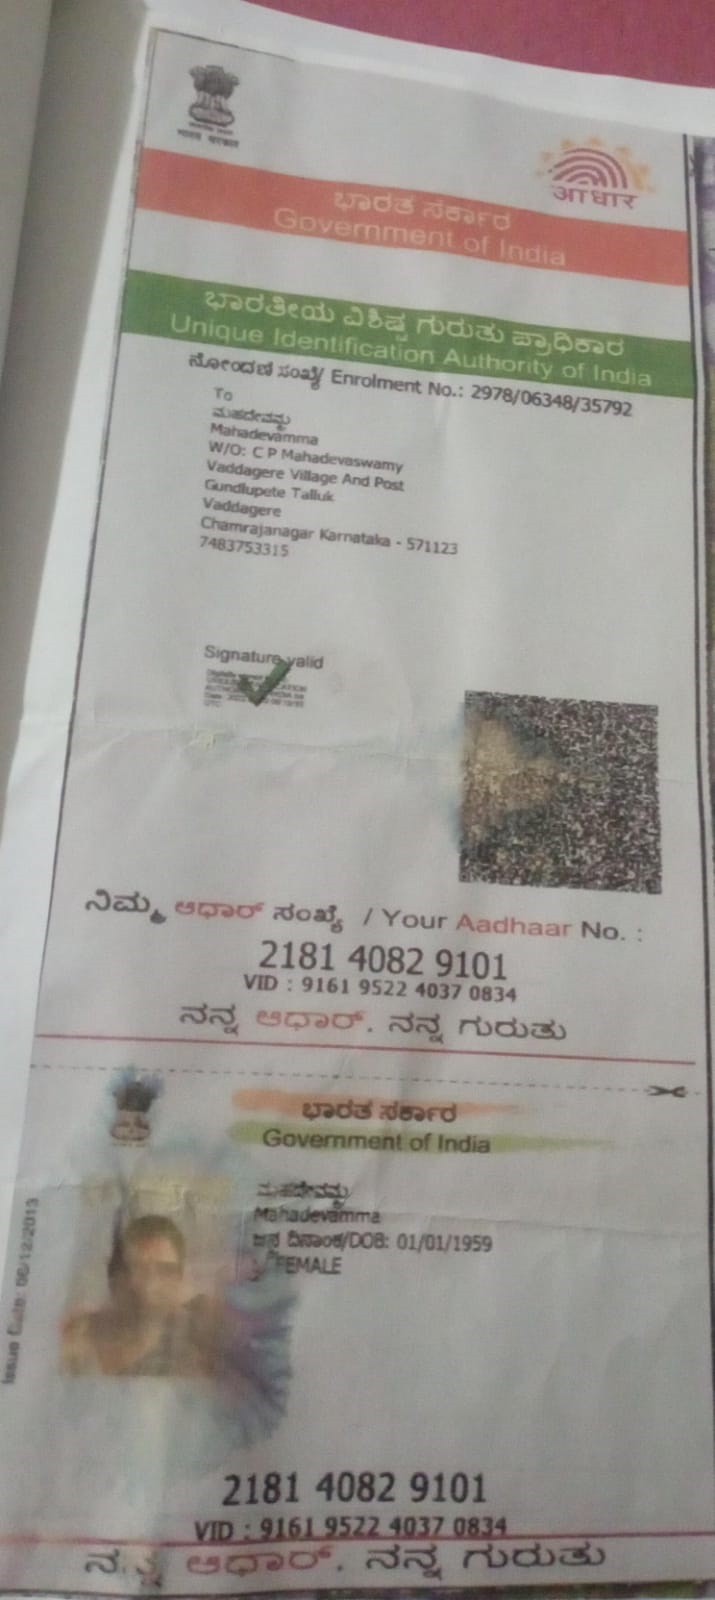 भारत सरकार
आधार
ಭಾರತ ಸರ್ಕಾರ
Government of India
ಭಾರತೀಯ ವಿಶಿಷ್ಟ ಗುರುತು ಪ್ರಾಧಿಕಾರ
Unique Identification Authority of India
ನೋಂದಣಿ ಸಂಖ್ಯೆ/ Enrolment No.: 2978/06348/35792
To
ಮಹದೇವಮ್ಮ
Mahadevamma
W/O: C P Mahadevaswamy
Vaddagere Village And Post
Gundlupete Talluk
Vaddagere
Chamrajanagar Karnataka - 571123
7483753315
Signature valid
ನಿಮ್ಮ ಆಧಾರ್ ಸಂಖ್ಯೆ / Your Aadhaar No. :
2181 4082 9101
VID : 9161 9522 4037 0834
ನನ್ನ ಆಧಾರ್, ನನ್ನ ಗುರುತು
ಭಾರತ ಸರ್ಕಾರ
Government of India
ಮಹದೇವಮ್ಮ
Mahadevamma
ಜನ್ಮ ದಿನಾಂಕ/DOB: 01/01/1959
FEMALE
Issue Date: 06/12/2013
2181 4082 9101
VID : 9161 9522 4037 0834
ಆಧಾರ್, ನನ್ನ ಗುರುತು